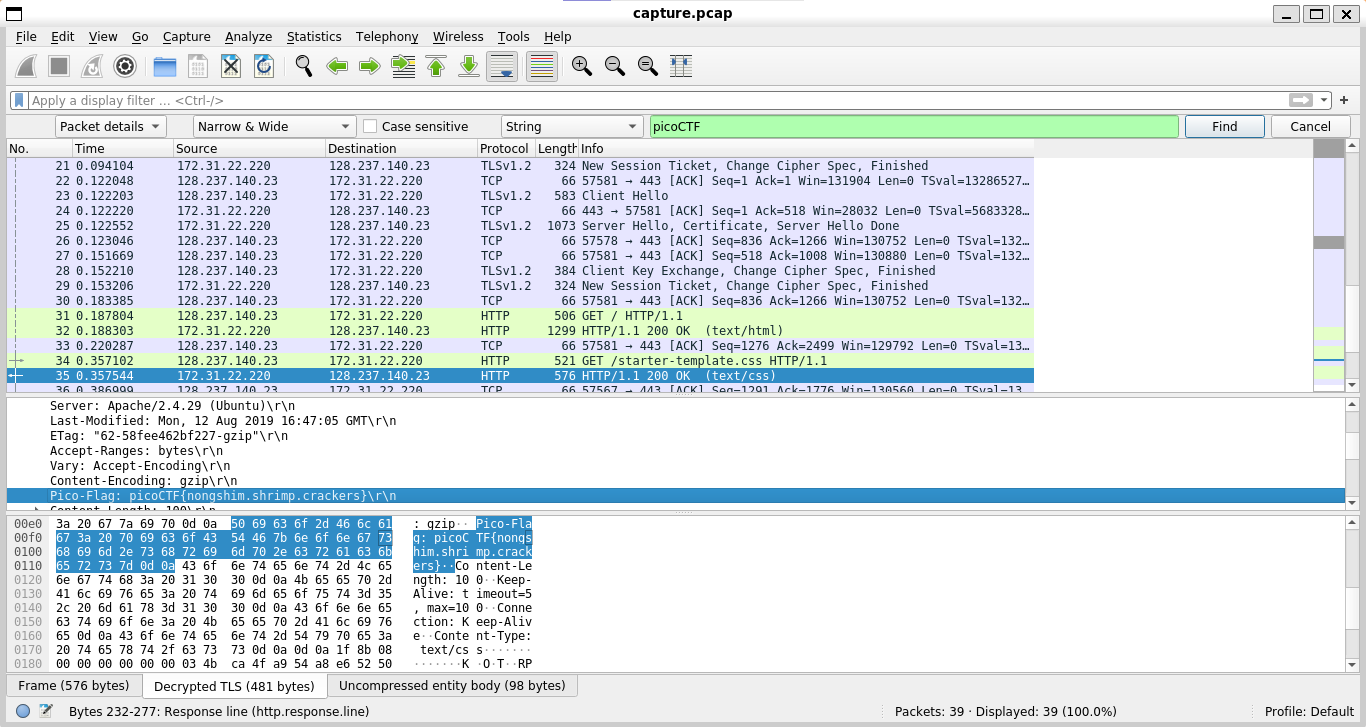 capture.pcap
File Edit View Go Capture Analyze Statistics Telephony Wireless Tools Help
Apply a display filter … <Ctrl-/>
Packet details Narrow & Wide Case sensitive String picoCTF Find Cancel
No. Time Source Destination Protocol Length Info
21 0.094104 172.31.22.220 128.237.140.23 TLSv1.2 324 New Session Ticket, Change Cipher Spec, Finished
22 0.122048 128.237.140.23 172.31.22.220 TCP 66 57581 → 443 [ACK] Seq=1 Ack=1 Win=131904 Len=0 TSval=13286527…
23 0.122203 128.237.140.23 172.31.22.220 TLSv1.2 583 Client Hello
24 0.122220 172.31.22.220 128.237.140.23 TCP 66 443 → 57581 [ACK] Seq=1 Ack=518 Win=28032 Len=0 TSval=5683328…
25 0.122552 172.31.22.220 128.237.140.23 TLSv1.2 1073 Server Hello, Certificate, Server Hello Done
26 0.123046 128.237.140.23 172.31.22.220 TCP 66 57578 → 443 [ACK] Seq=836 Ack=1266 Win=130752 Len=0 TSval=132…
27 0.151669 128.237.140.23 172.31.22.220 TCP 66 57581 → 443 [ACK] Seq=518 Ack=1008 Win=130880 Len=0 TSval=132…
28 0.152210 128.237.140.23 172.31.22.220 TLSv1.2 384 Client Key Exchange, Change Cipher Spec, Finished
29 0.153206 172.31.22.220 128.237.140.23 TLSv1.2 324 New Session Ticket, Change Cipher Spec, Finished
30 0.183385 128.237.140.23 172.31.22.220 TCP 66 57581 → 443 [ACK] Seq=836 Ack=1266 Win=130752 Len=0 TSval=132…
31 0.187804 128.237.140.23 172.31.22.220 HTTP 506 GET / HTTP/1.1
32 0.188303 172.31.22.220 128.237.140.23 HTTP 1299 HTTP/1.1 200 OK (text/html)
33 0.220287 128.237.140.23 172.31.22.220 TCP 66 57581 → 443 [ACK] Seq=1276 Ack=2499 Win=129792 Len=0 TSval=13…
34 0.357102 128.237.140.23 172.31.22.220 HTTP 521 GET /starter-template.css HTTP/1.1
35 0.357544 172.31.22.220 128.237.140.23 HTTP 576 HTTP/1.1 200 OK (text/css)
36 0.386999 128.237.140.23 172.31.22.220 TCP 66 57567 → 443 [ACK] Seq=1291 Ack=1776 Win=130560 Len=0 TSval=13…
Server: Apache/2.4.29 (Ubuntu)\r\n
Last-Modified: Mon, 12 Aug 2019 16:47:05 GMT\r\n
ETag: "62-58fee462bf227-gzip"\r\n
Accept-Ranges: bytes\r\n
Vary: Accept-Encoding\r\n
Content-Encoding: gzip\r\n
Pico-Flag: picoCTF{nongshim.shrimp.crackers}\r\n
Content-Length: 100\r\n
00e0 3a 20 67 7a 69 70 0d 0a 50 69 63 6f 2d 46 6c 61 : gzip·· Pico-Fla
00f0 67 3a 20 70 69 63 6f 43 54 46 7b 6e 6f 6e 67 73 g: picoC TF{nongs
0100 68 69 6d 2e 73 68 72 69 6d 70 2e 63 72 61 63 6b him.shri mp.crack
0110 65 72 73 7d 0d 0a 43 6f 6e 74 65 6e 74 2d 4c 65 ers}··Co ntent-Le
0120 6e 67 74 68 3a 20 31 30 30 0d 0a 4b 65 65 70 2d ngth: 10 0··Keep-
0130 41 6c 69 76 65 3a 20 74 69 6d 65 6f 75 74 3d 35 Alive: t imeout=5
0140 2c 20 6d 61 78 3d 31 30 30 0d 0a 43 6f 6e 6e 65 , max=10 0··Conne
0150 63 74 69 6f 6e 3a 20 4b 65 65 70 2d 41 6c 69 76 ction: K eep-Aliv
0160 65 0d 0a 43 6f 6e 74 65 6e 74 2d 54 79 70 65 3a e··Conte nt-Type:
0170 20 74 65 78 74 2f 63 73 73 0d 0a 0d 0a 1f 8b 08 text/cs s·······
0180 00 00 00 00 00 00 03 4b ca 4f a9 54 a8 e6 52 50 ·······K ·O·T··RP
Frame (576 bytes) Decrypted TLS (481 bytes) Uncompressed entity body (98 bytes)
Bytes 232-277: Response line (http.response.line) Packets: 39 · Displayed: 39 (100.0%) Profile: Default